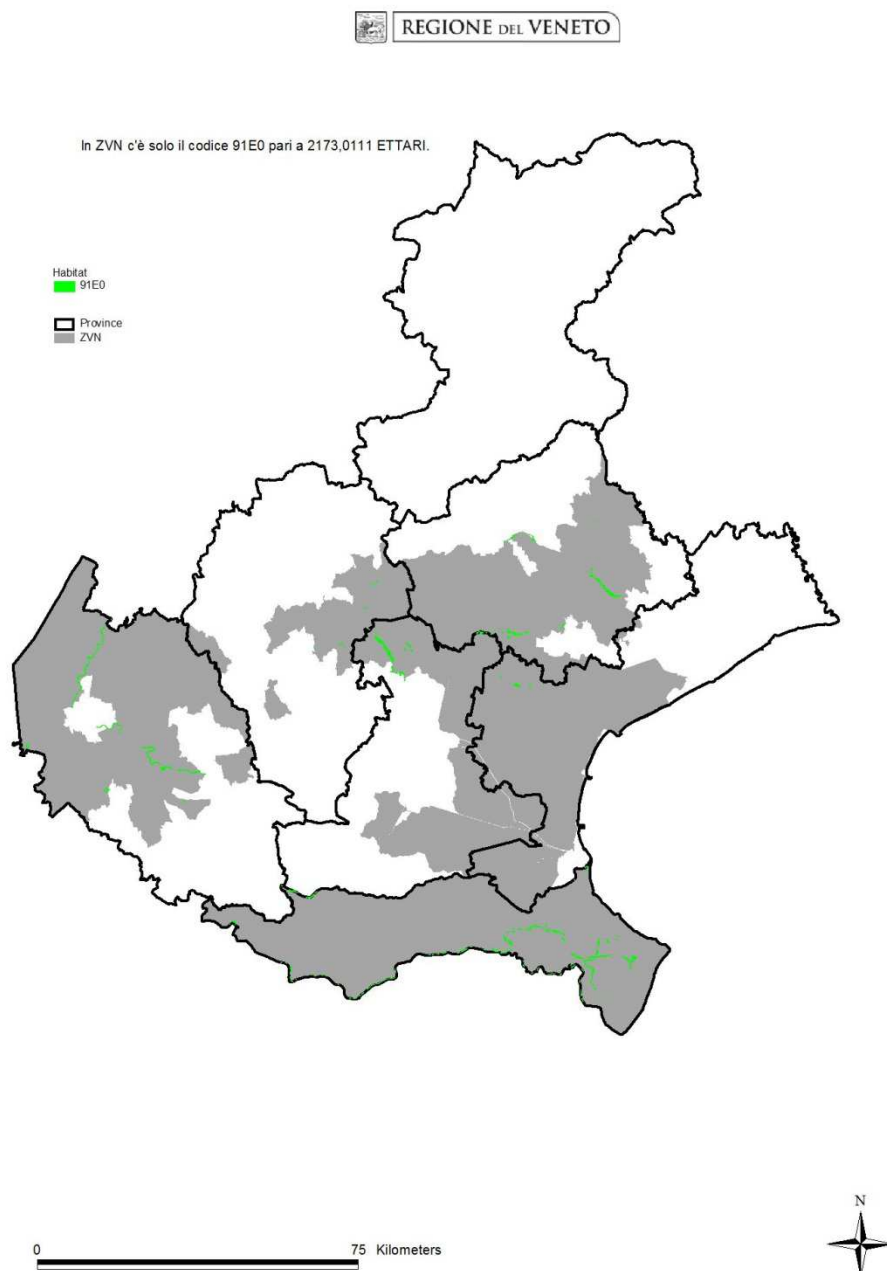 REGIONE DEL VENETO
In ZVN c'è solo il codice 91E0 pari a 2173,0111 ETTARI.
Habitat
91E0
Province
ZVN
N
0 75 Kilometers